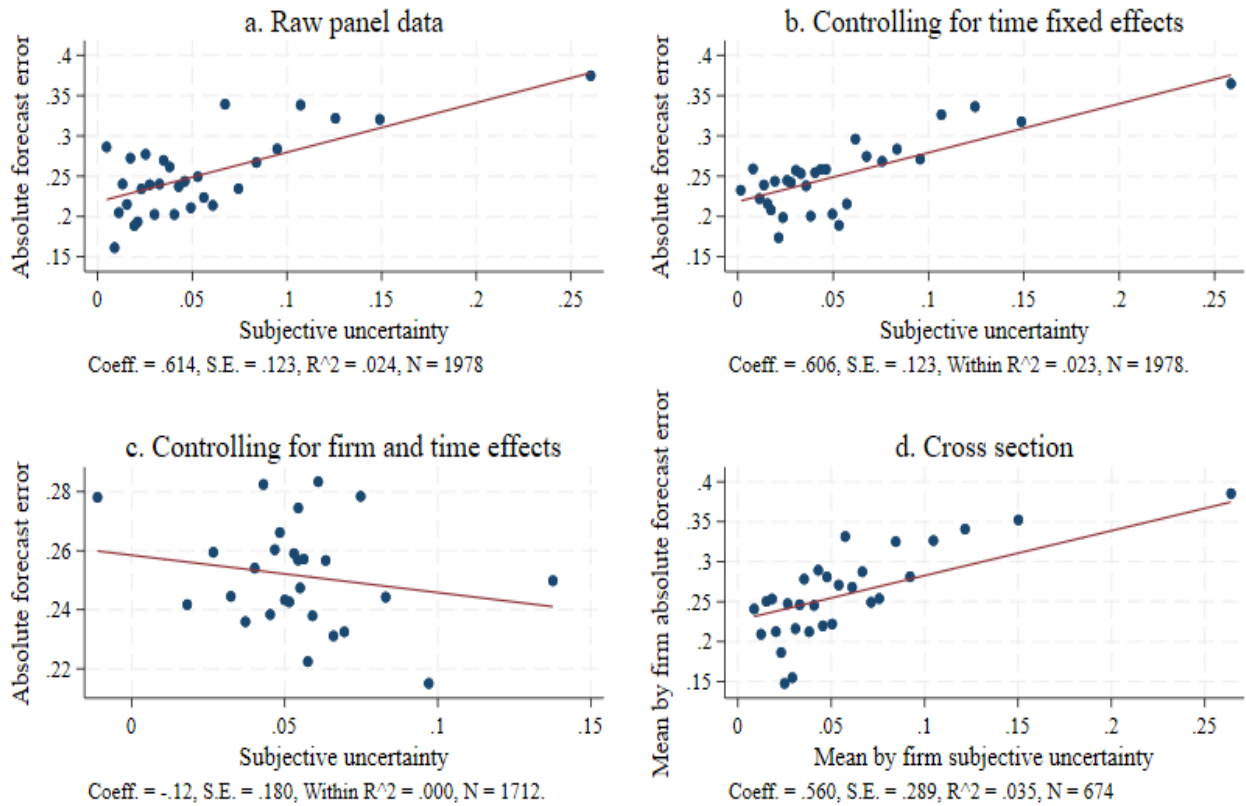 a. Raw panel data
Absolute forecast error
.4
.35
.3
.25
.2
.15
0 .05 .1 .15 .2 .25
Subjective uncertainty
Coeff. = .614, S.E. = .123, R^2 = .024, N = 1978
b. Controlling for time fixed effects
Absolute forecast error
.4
.35
.3
.25
.2
.15
0 .05 .1 .15 .2 .25
Subjective uncertainty
Coeff. = .606, S.E. = .123, Within R^2 = .023, N = 1978.
c. Controlling for firm and time effects
Absolute forecast error
.28
.26
.24
.22
0 .05 .1 .15
Subjective uncertainty
Coeff. = -.12, S.E. = .180, Within R^2 = .000, N = 1712.
d. Cross section
Mean by firm absolute forecast error
.4
.35
.3
.25
.2
.15
0 .05 .1 .15 .2 .25
Mean by firm subjective uncertainty
Coeff = .560, S.E. = .289, R^2 = .035, N = 674